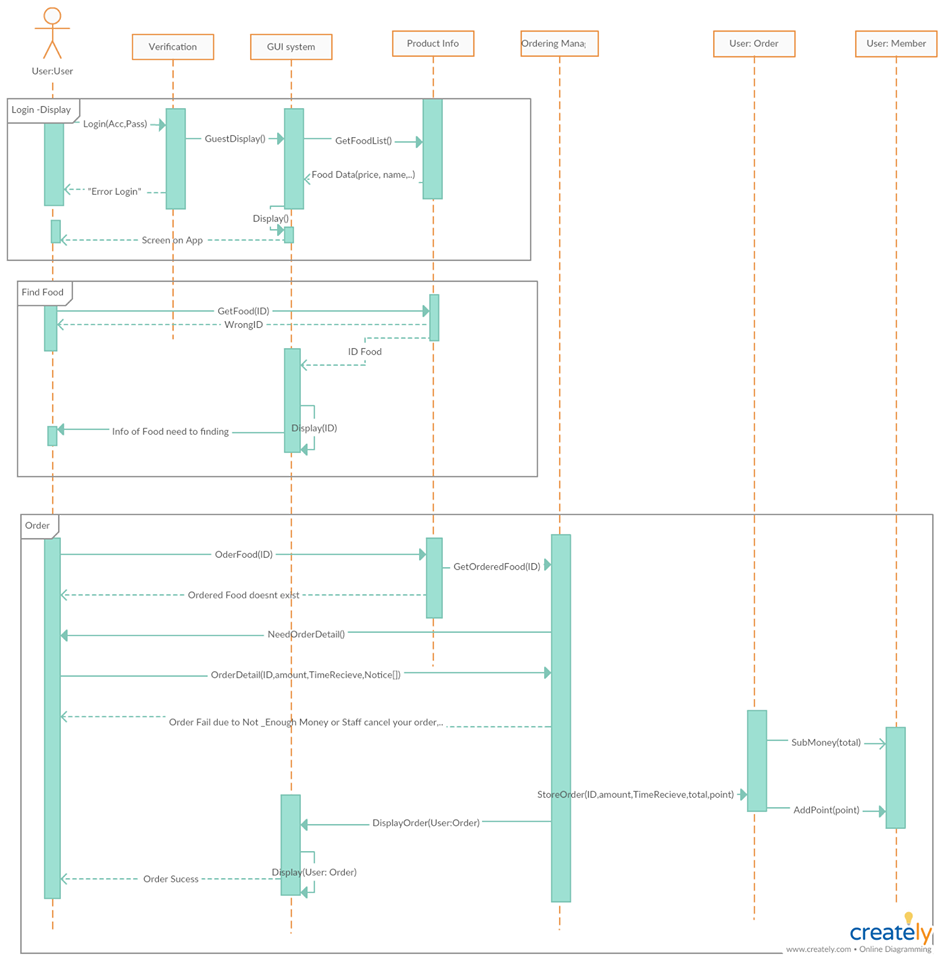 User:User
Verification
GUI system
Product Info
Ordering Mana
User: Order
User: Member
Login -Display
Login(Acc,Pass)
GuestDisplay()
GetFoodList()
Food Data(price, name,..)
"Error Login"
Display()
Screen on App
Find Food
GetFood(ID)
WrongID
ID Food
Display(ID)
Info of Food need to finding
Order
OderFood(ID)
GetOrderedFood(ID)
Ordered Food doesnt exist
NeedOrderDetail()
OrderDetail(ID,amount,TimeRecieve,Notice[])
Order Fail due to Not _Enough Money or Staff cancel your order,..
SubMoney(total)
StoreOrder(ID,amount,TimeRecieve,total,point)
AddPoint(point)
DisplayOrder(User:Order)
Display(User: Order)
Order Sucess
creately
www.creately.com • Online Diagramming